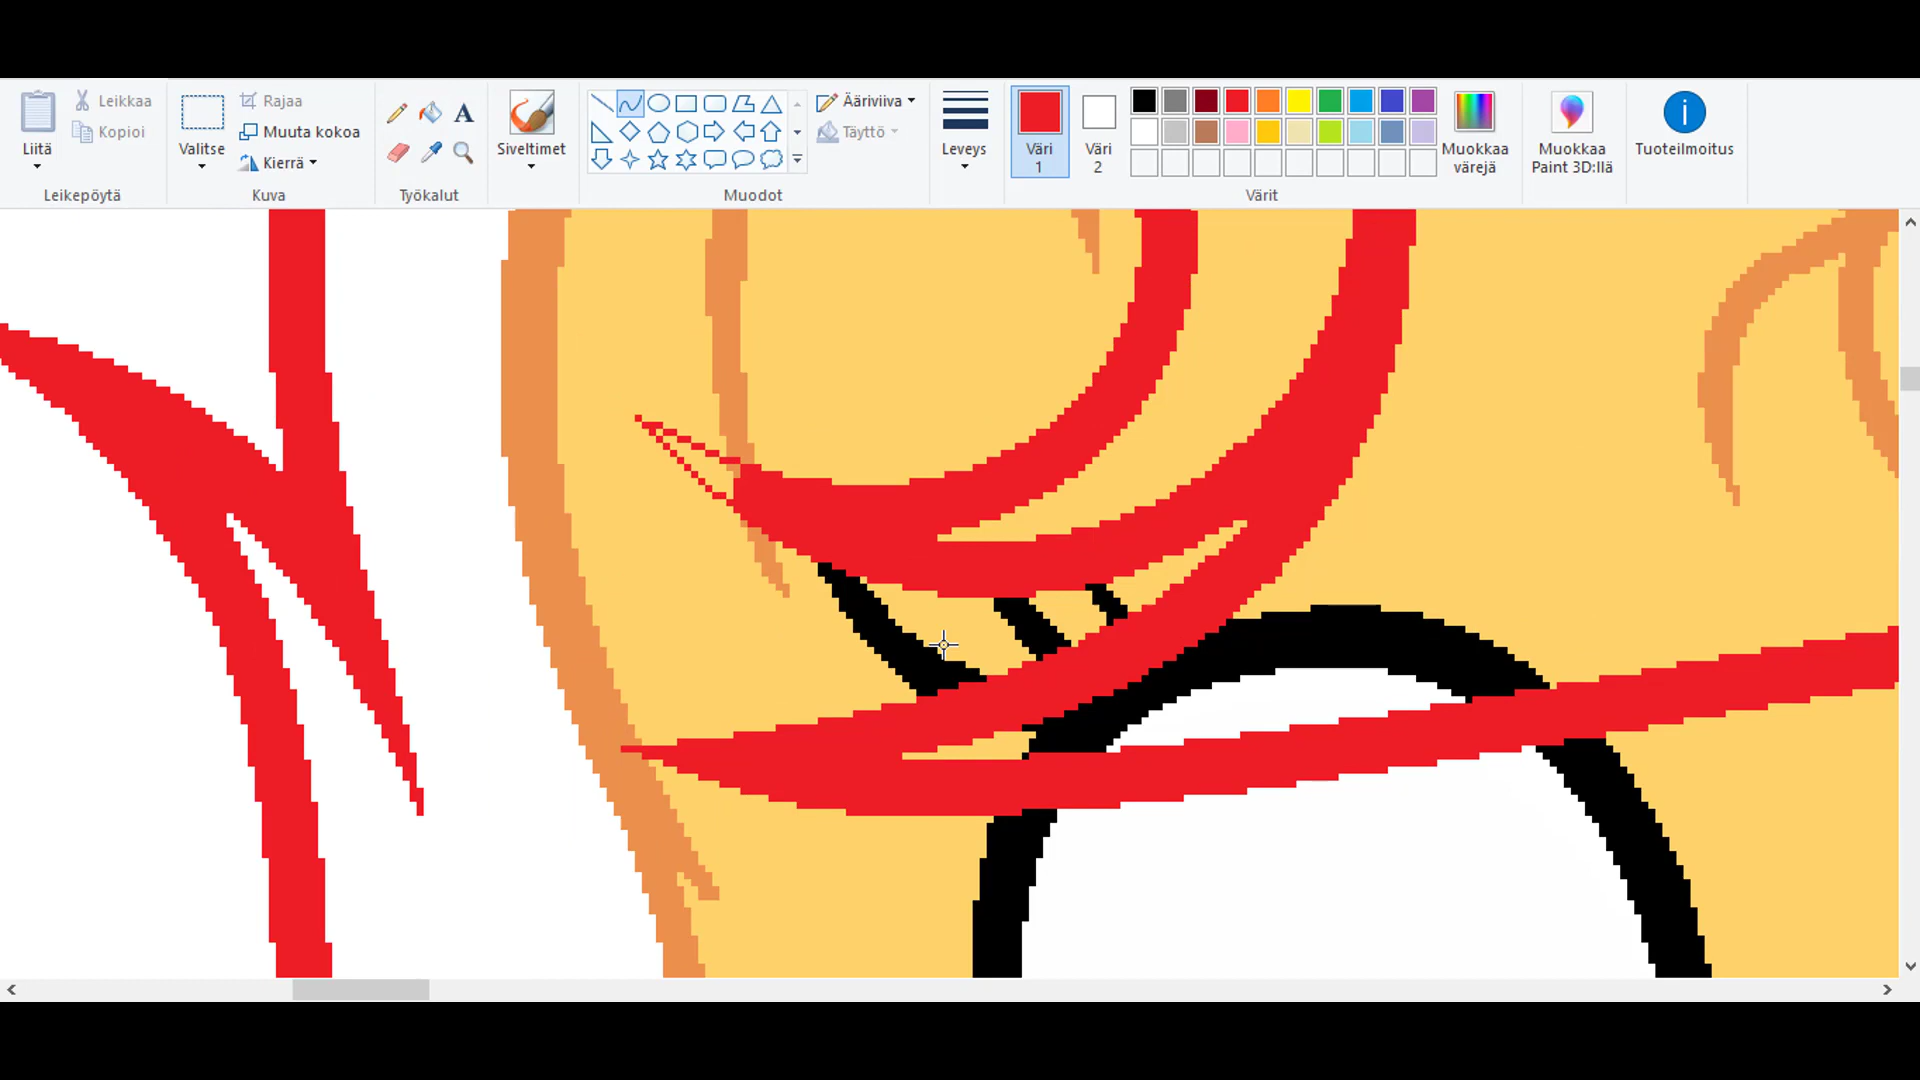 Leikkaa
Kopioi
Liitä
Leikepöytä
Valitse
Rajaa
Muuta kokoa
Kierrä
Kuva
A
Työkalut
Siveltimet
Ääriviiva
Täyttö
Muodot
Leveys
Väri
1
Väri
2
Värit
Muokkaa
värejä
Muokkaa
Paint 3D:llä
Tuoteilmoitus